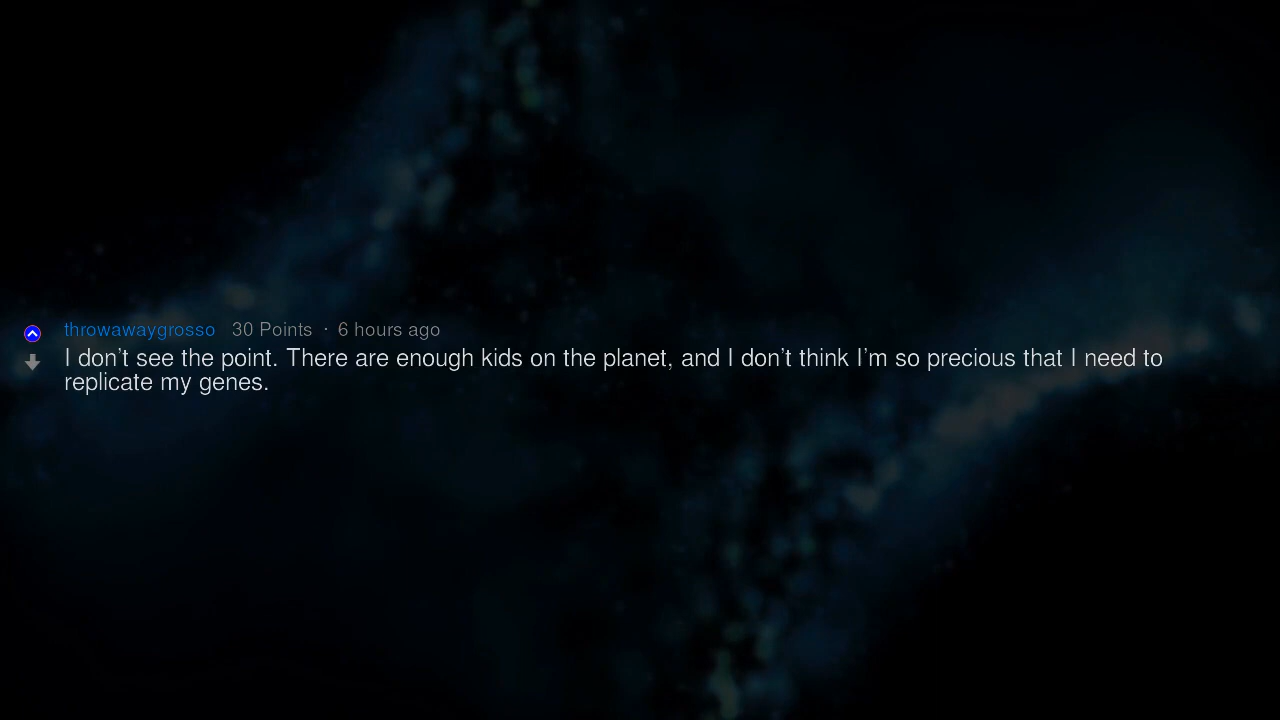 throwawaygrosso 30 Points · 6 hours ago
I don't see the point. There are enough kids on the planet, and I don't think I'm so precious that I need to
replicate my genes.